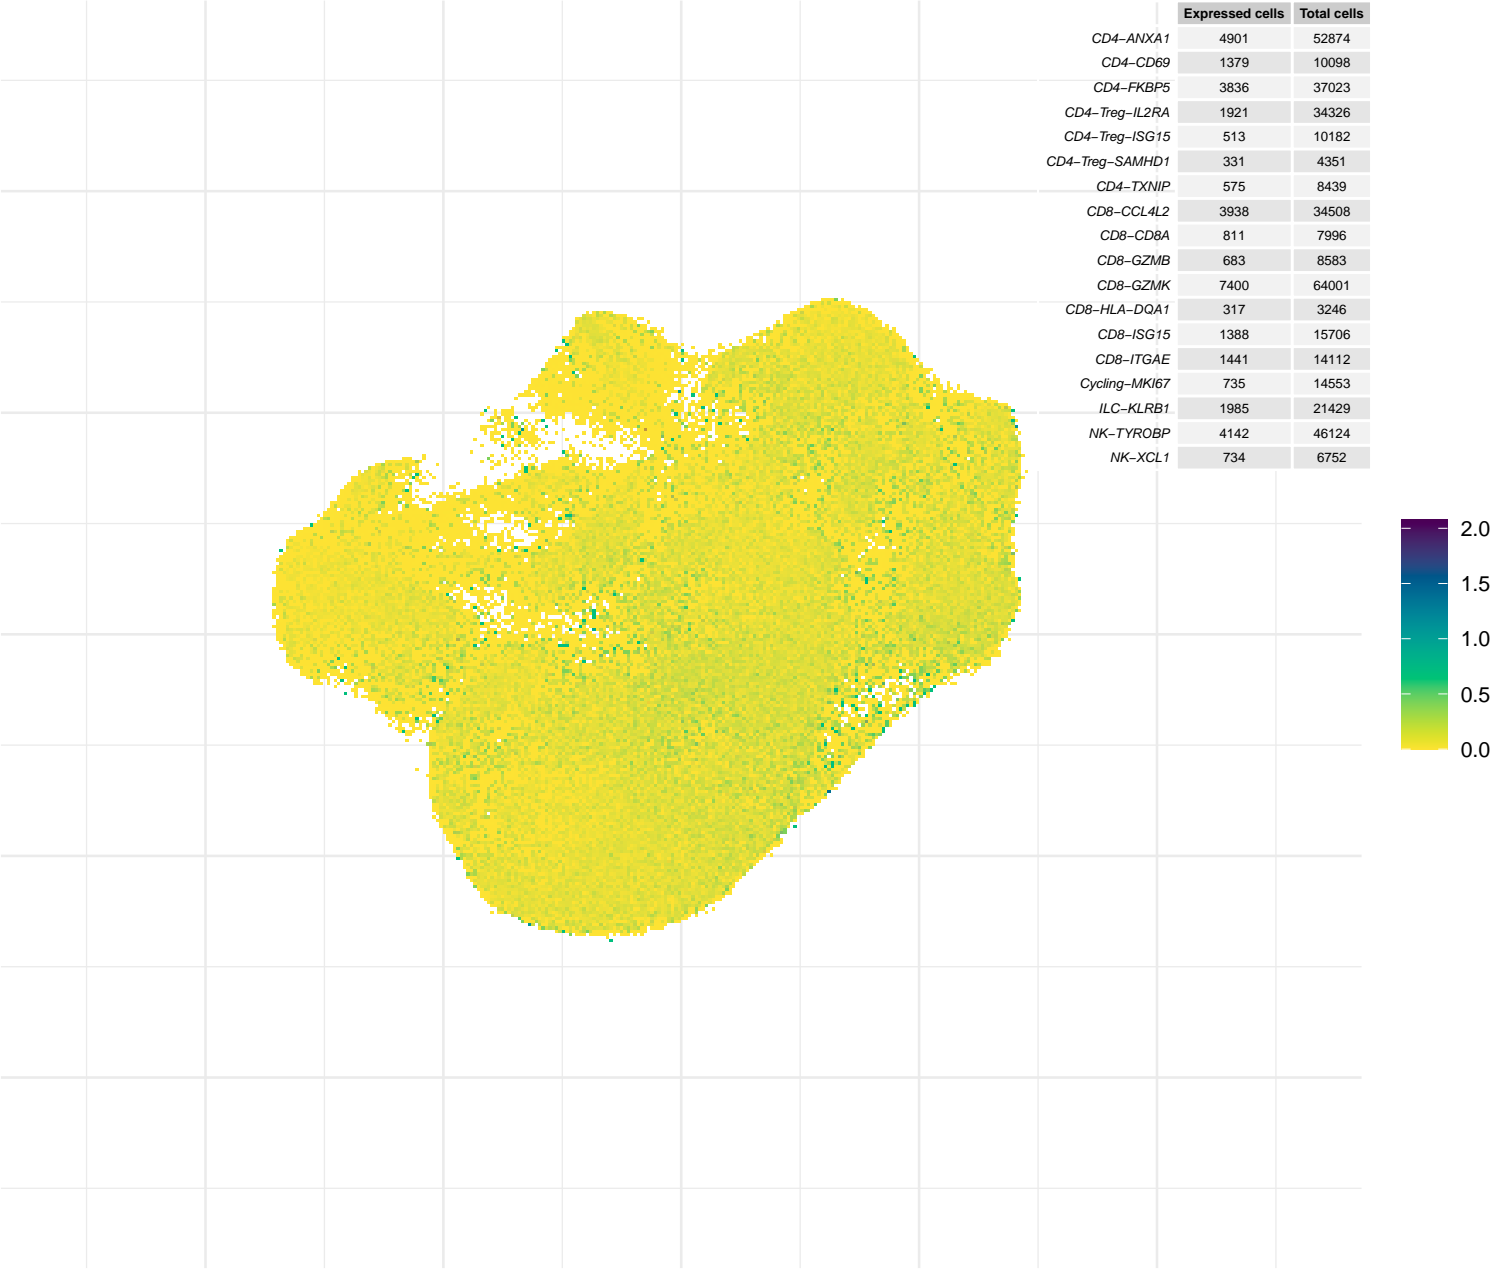 Expressed cells Total cells
CD4−ANXA1 4901 52874
CD4−CD69 1379 10098
CD4−FKBP5 3836 37023
CD4−Treg−IL2RA 1921 34326
CD4−Treg−ISG15 513 10182
CD4−Treg−SAMHD1 331 4351
CD4−TXNIP 575 8439
CD8−CCL4L2 3938 34508
CD8−CD8A 811 7996
CD8−GZMB 683 8583
CD8−GZMK 7400 64001
CD8−HLA−DQA1 317 3246
CD8−ISG15 1388 15706
CD8−ITGAE 1441 14112
Cycling−MKI67 735 14553
ILC−KLRB1 1985 21429
NK−TYROBP 4142 46124
NK−XCL1 734 6752
2.0
1.5
1.0
0.5
0.0